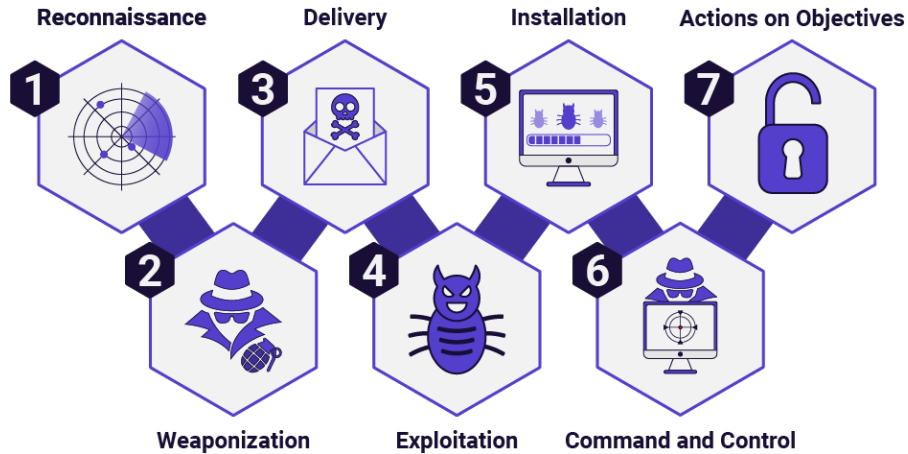 Reconnaissance
Delivery
Installation
Actions on Objectives
1
3
5
7
2
4
6
Weaponization
Exploitation
Command and Control